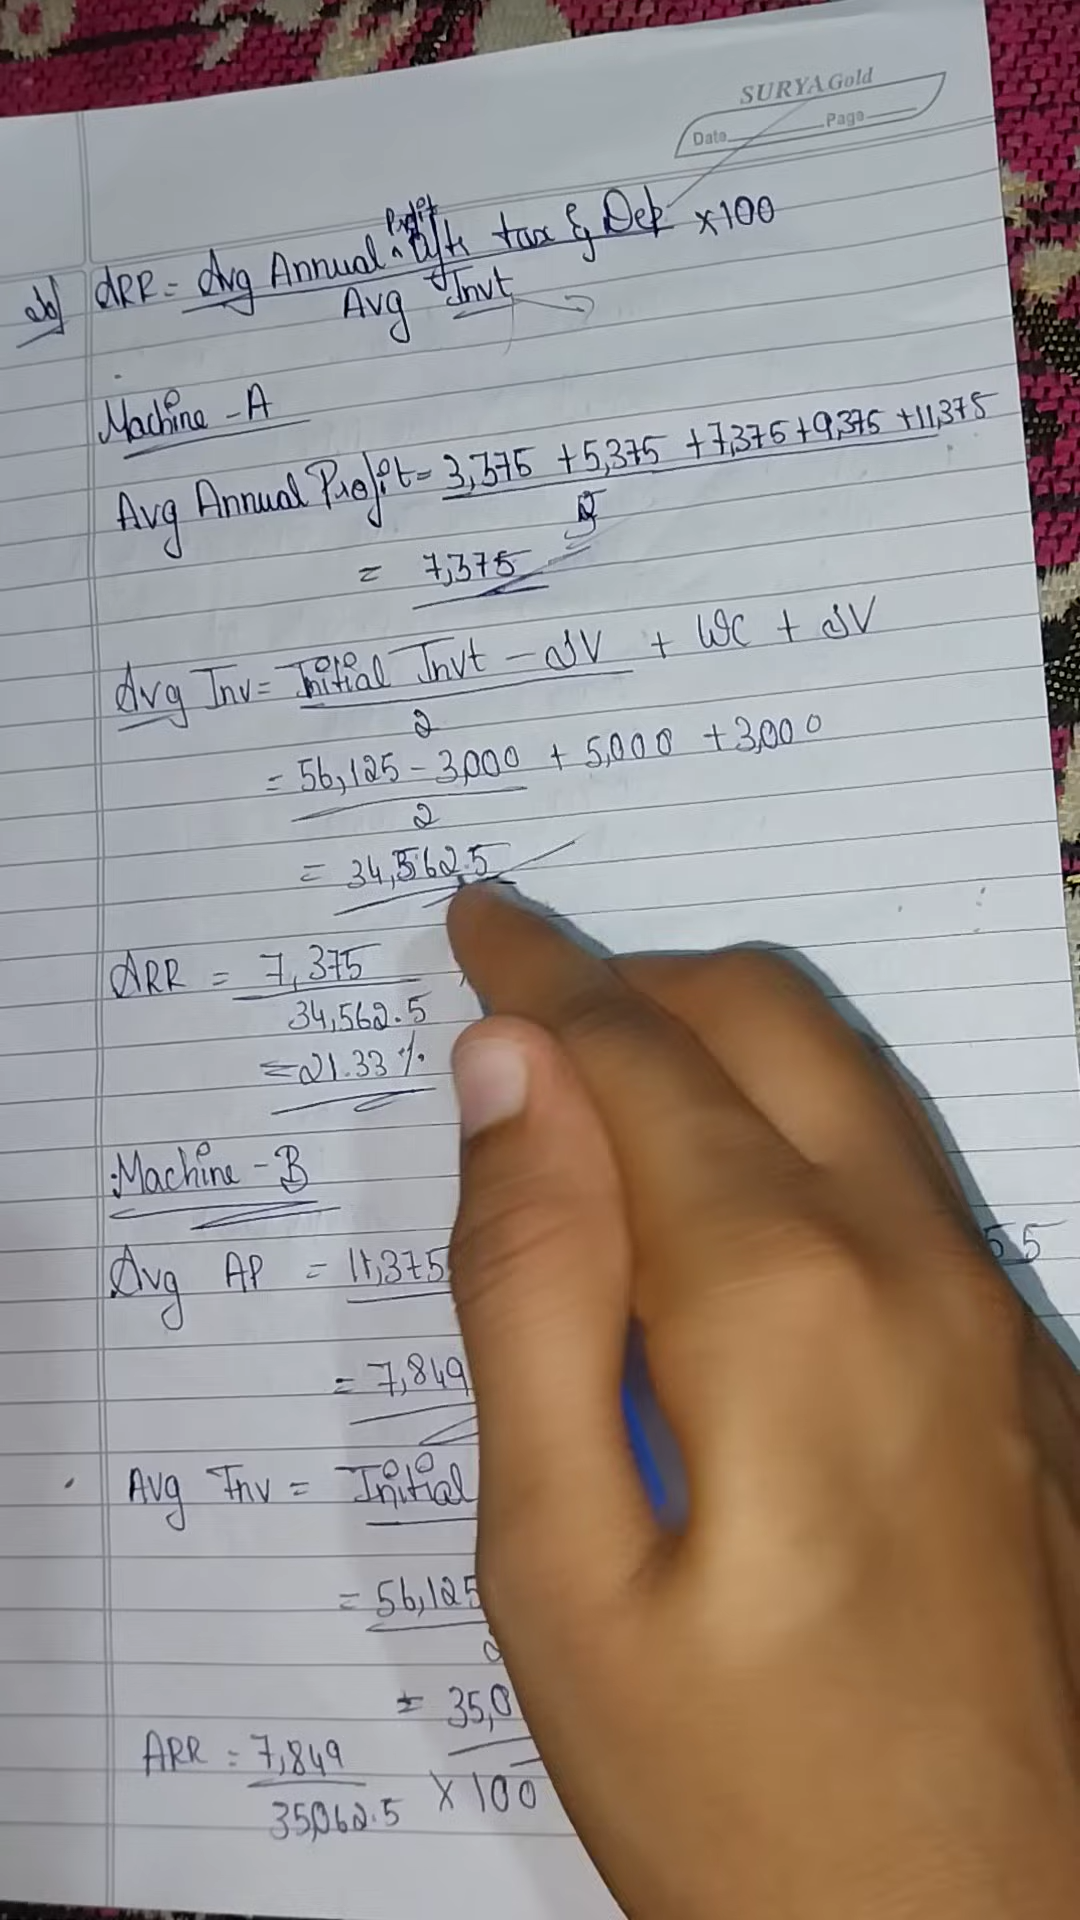 SURYA Gold
Date Page
ARR = Avg Annual Profit after tax & Dep × 100
Avg Invt
Machine - A
Avg Annual Profit = 3,375 + 5,375 + 7,375 + 9,375 + 11,375
5
= 7,375
Avg Inv = Initial Invt - SV + WC + SV
2
= 56,125 - 3,000 + 5,000 + 3,000
2
= 34,562.5
ARR = 7,375
34,562.5
= 21.33 %
Machine - B
Avg AP = 11,375 55
= 7,849
Avg Inv = Initial
= 56,125
2
= 35,0
ARR = 7,849 × 100
35,062.5